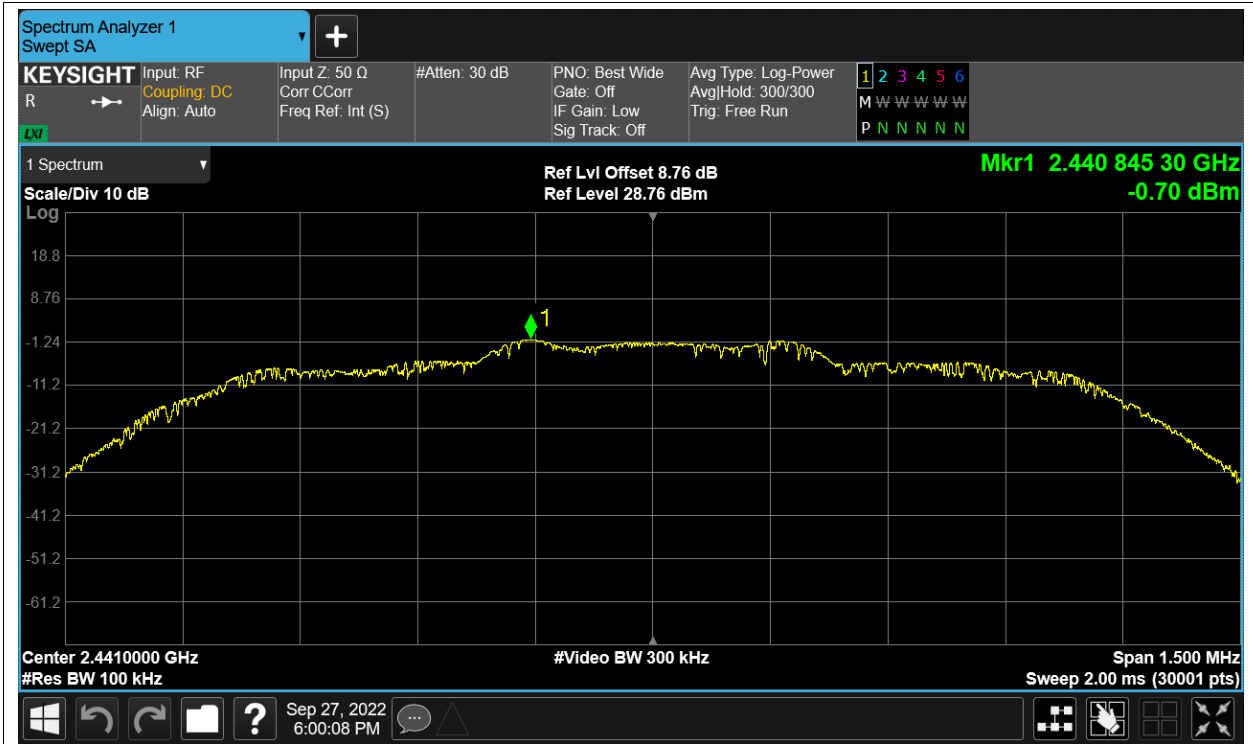 Spectrum Analyzer 1
Swept SA
KEYSIGHT
R
LXI
Input: RF
Coupling: DC
Align: Auto
Input Z: 50 Ω
Corr CCorr
Freq Ref: Int (S)
#Atten: 30 dB
PNO: Best Wide
Gate: Off
IF Gain: Low
Sig Track: Off
Avg Type: Log-Power
Avg|Hold: 300/300
Trig: Free Run
1 2 3 4 5 6
M W W W W W
P N N N N N
1 Spectrum
Scale/Div 10 dB
Log
Ref Lvl Offset 8.76 dB
Ref Level 28.76 dBm
Mkr1 2.440 845 30 GHz
-0.70 dBm
18.8
8.76
1
-1.24
-11.2
-21.2
-31.2
-41.2
-51.2
-61.2
Center 2.4410000 GHz
#Video BW 300 kHz
Span 1.500 MHz
#Res BW 100 kHz
Sweep 2.00 ms (30001 pts)
?
Sep 27, 2022
6:00:08 PM